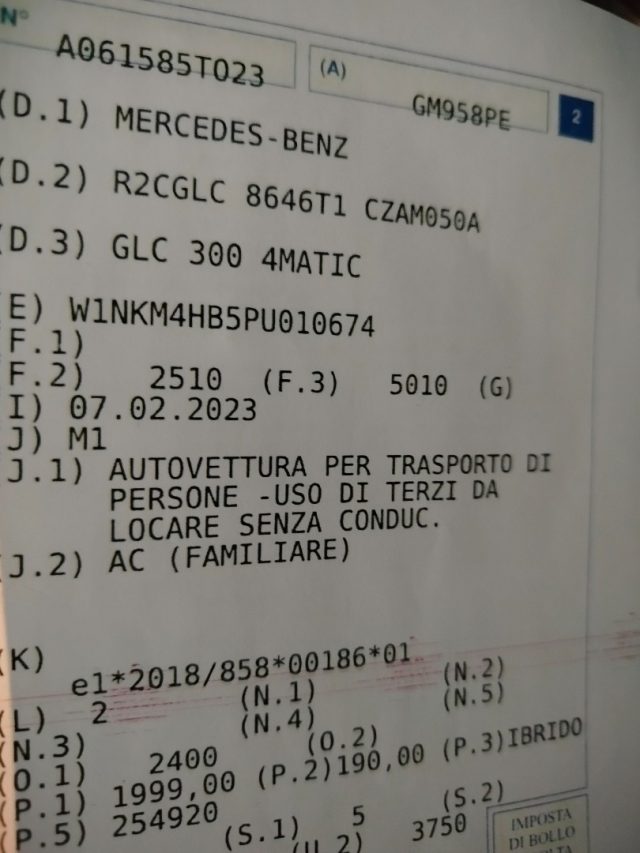 N°
A061585TO23 (A) GM958PE 2
(D.1) MERCEDES-BENZ
(D.2) R2CGLC 8646T1 CZAM050A
(D.3) GLC 300 4MATIC
E) W1NKM4HB5PU010674
F.1)
F.2) 2510 (F.3) 5010 (G)
I) 07.02.2023
J) M1
J.1) AUTOVETTURA PER TRASPORTO DI
PERSONE -USO DI TERZI DA
LOCARE SENZA CONDUC.
(J.2) AC (FAMILIARE)
(K) e1*2018/858*00186*01
(L) 2 (N.1) (N.2)
(N.3) (N.4) (N.5)
(O.1) 2400 (O.2)
(P.1) 1999,00 (P.2)190,00 (P.3)IBRIDO
(P.5) 254920 (S.1) 5 (S.2)
(U.2) 3750
IMPOSTA
DI BOLLO